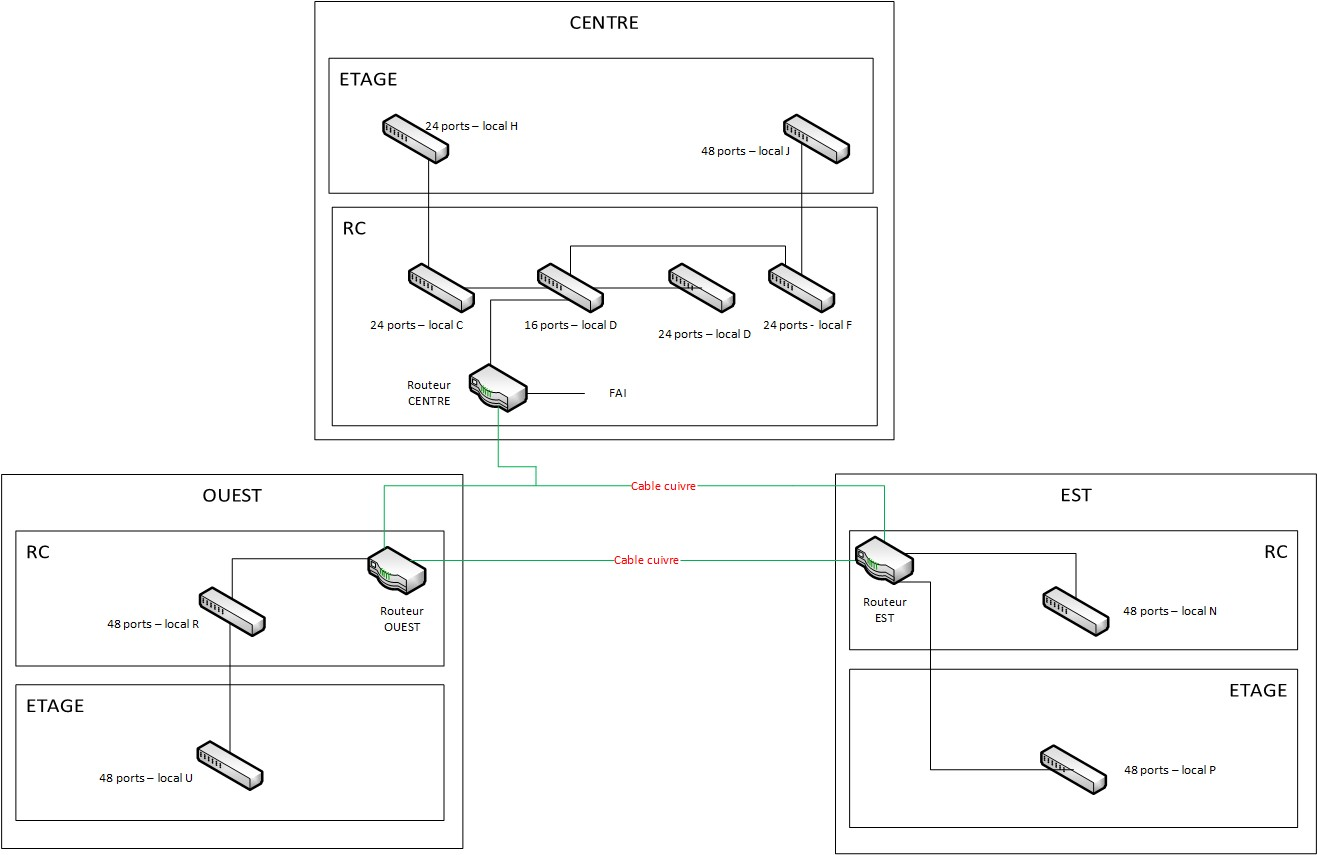 CENTRE
ETAGE
24 ports – local H
48 ports – local J
RC
24 ports – local C
16 ports – local D
24 ports – local D
24 ports - local F
Routeur
CENTRE
FAI
Cable cuivre
Cable cuivre
OUEST
RC
48 ports – local R
Routeur
OUEST
ETAGE
48 ports – local U
EST
RC
Routeur
EST
48 ports – local N
ETAGE
48 ports – local P